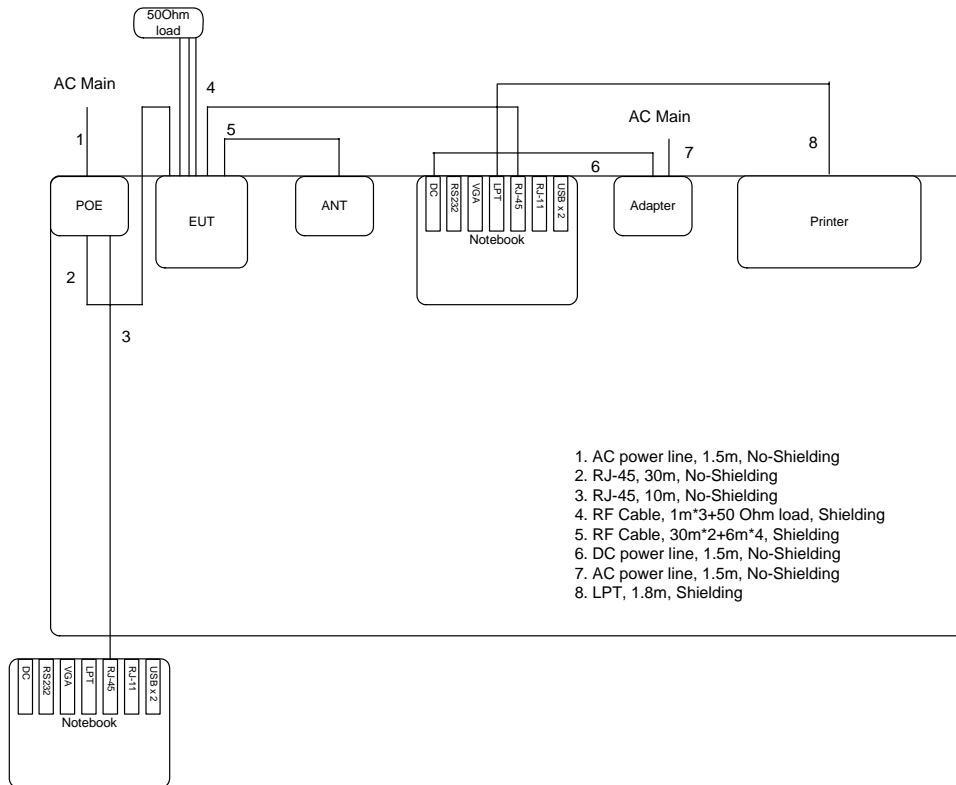 50Ohm
load
AC Main
4
5
1
AC Main
8
7
6
POE
EUT
ANT
DC
RS232
VGA
LPT
RJ-45
RJ-11
USB x 2
Notebook
Adapter
Printer
2
3
1. AC power line, 1.5m, No-Shielding
2. RJ-45, 30m, No-Shielding
3. RJ-45, 10m, No-Shielding
4. RF Cable, 1m*3+50 Ohm load, Shielding
5. RF Cable, 30m*2+6m*4, Shielding
6. DC power line, 1.5m, No-Shielding
7. AC power line, 1.5m, No-Shielding
8. LPT, 1.8m, Shielding
DC
RS232
VGA
LPT
RJ-45
RJ-11
USB x 2
Notebook